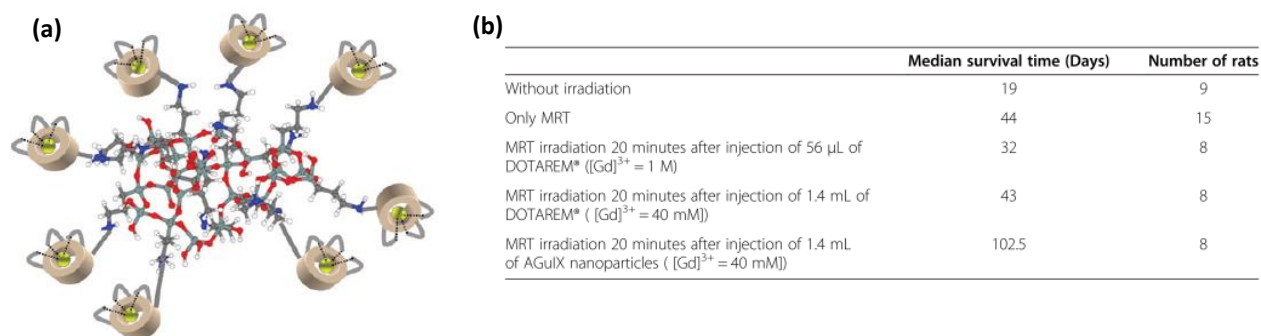 (a)
(b)
Median survival time (Days) Number of rats
Without irradiation 19 9
Only MRT 44 15
MRT irradiation 20 minutes after injection of 56 μL of
DOTAREM® ([Gd]³⁺ = 1 M) 32 8
MRT irradiation 20 minutes after injection of 1.4 mL of
DOTAREM® ( [Gd]³⁺ = 40 mM]) 43 8
MRT irradiation 20 minutes after injection of 1.4 mL
of AGuIX nanoparticles ( [Gd]³⁺ = 40 mM]) 102.5 8